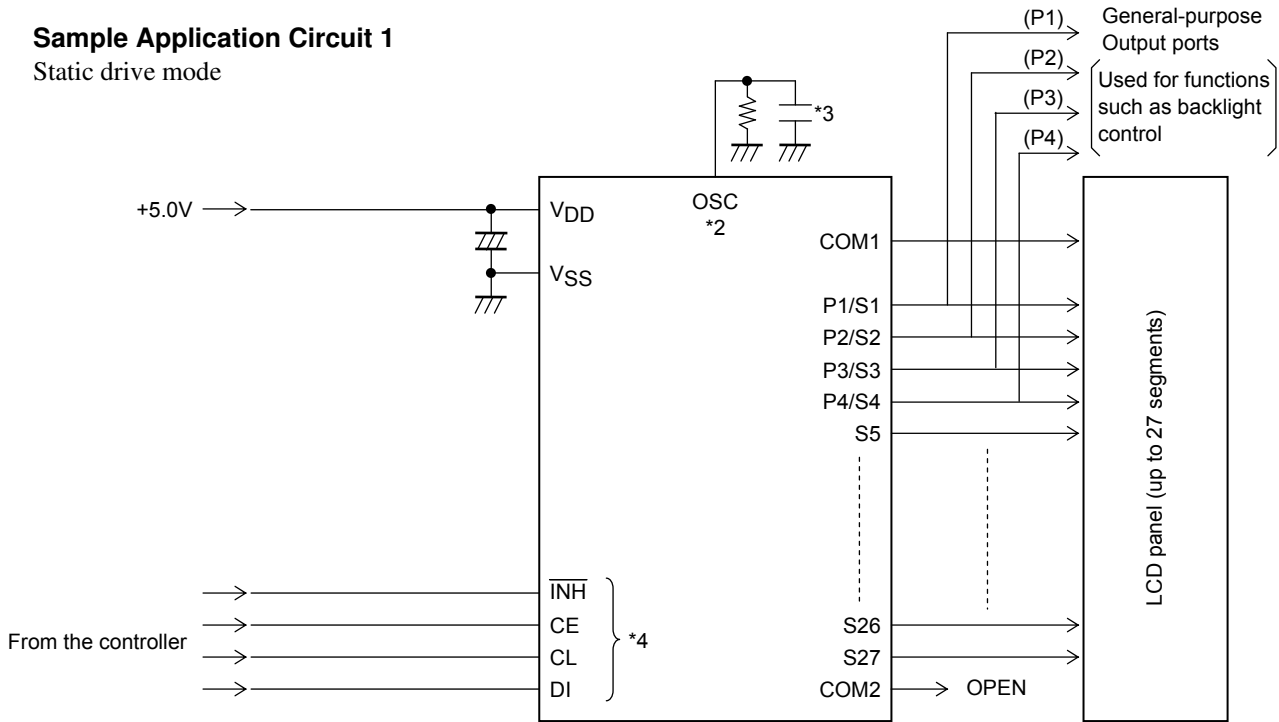 Sample Application Circuit 1
Static drive mode
(P1)
General-purpose
Output ports
(P2)
(P3)
(P4)
Used for functions
such as backlight
control
*3
+5.0V
VDD
VSS
OSC
*2
COM1
P1/S1
P2/S2
P3/S3
P4/S4
S5
S26
S27
COM2
OPEN
LCD panel (up to 27 segments)
From the controller
INH
CE
CL
DI
*4